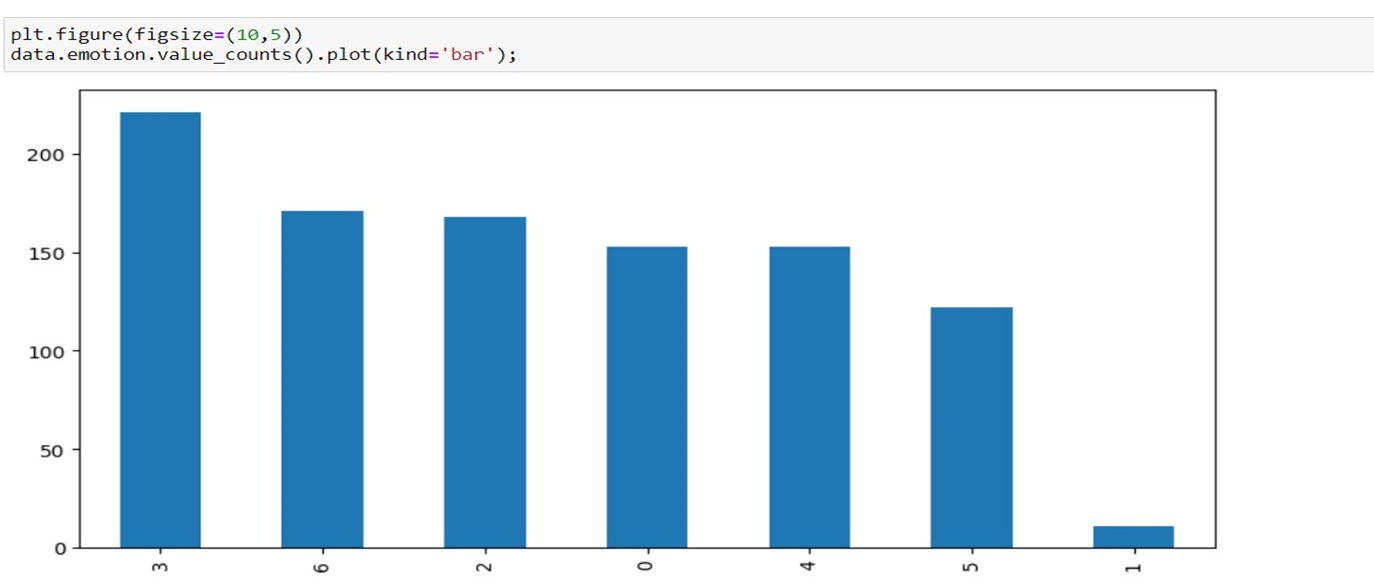 plt.figure(figsize=(10,5))
data.emotion.value_counts().plot(kind='bar');
200
150
100
50
0
3 6 2 0 4 5 1